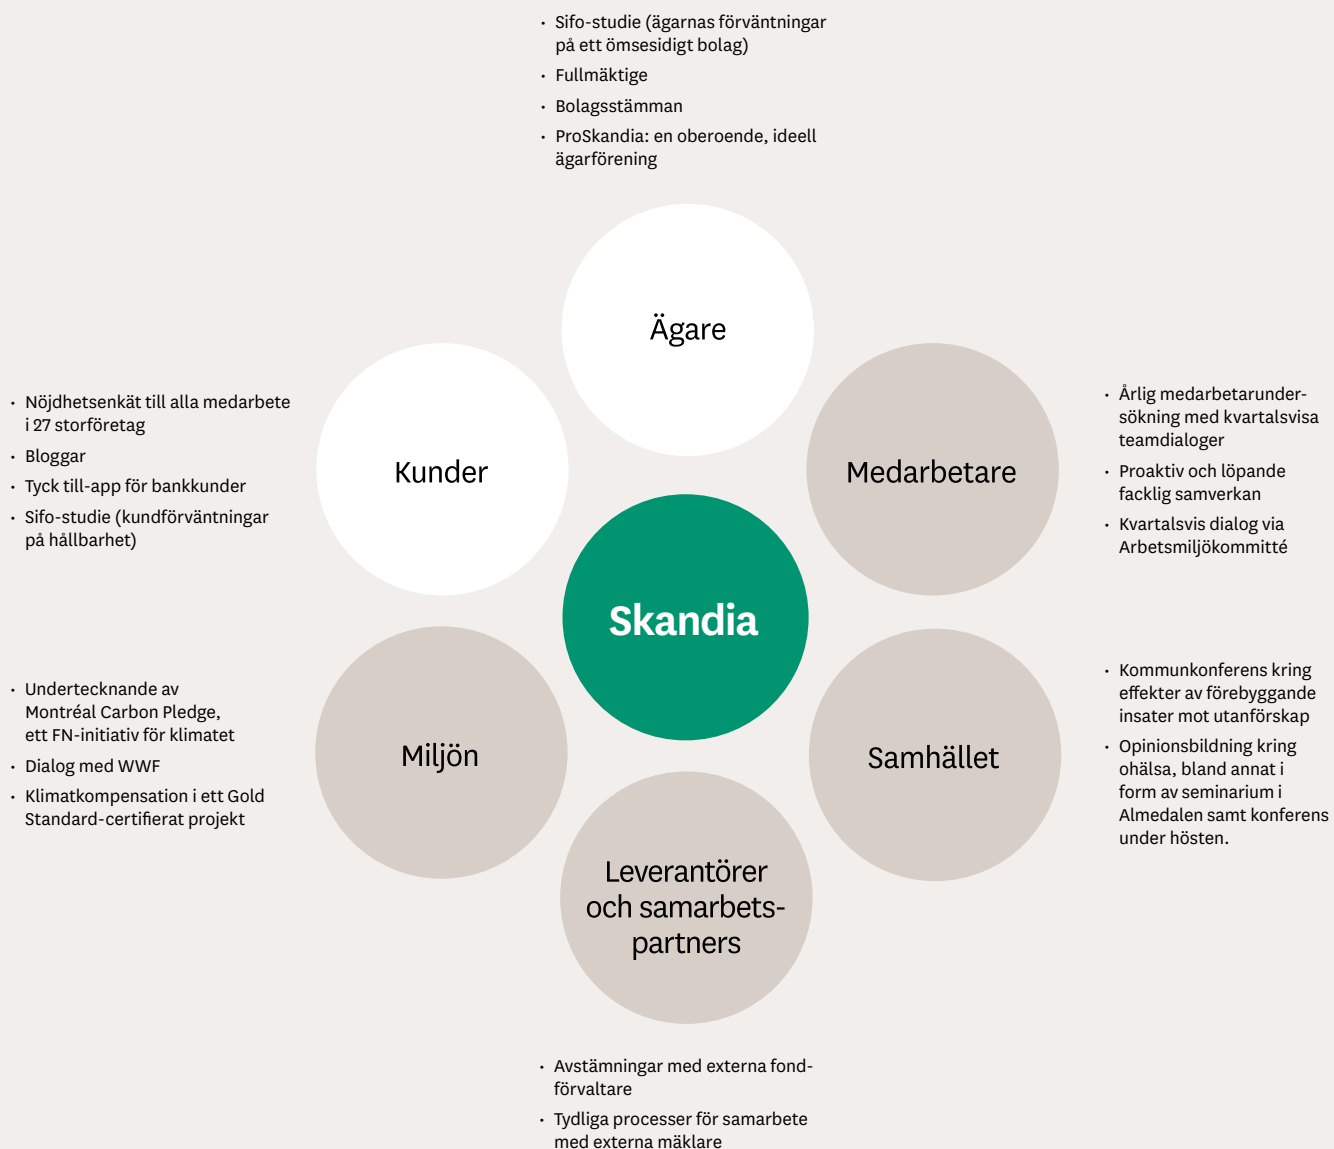 · Sifo-studie (ägarnas förväntningar
på ett ömsesidigt bolag)
· Fullmäktige
· Bolagsstämman
· ProSkandia: en oberoende, ideell
ägarförening
Ägare
· Nöjdhetsenkät till alla medarbete
i 27 storföretag
· Bloggar
· Tyck till-app för bankkunder
· Sifo-studie (kundförväntningar
på hållbarhet)
Kunder
Medarbetare
· Årlig medarbetarunder-
sökning med kvartalsvisa
teamdialoger
· Proaktiv och löpande
facklig samverkan
· Kvartalsvis dialog via
Arbetsmiljökommitté
Skandia
· Undertecknande av
Montréal Carbon Pledge,
ett FN-initiativ för klimatet
· Dialog med WWF
· Klimatkompensation i ett Gold
Standard-certifierat projekt
Miljön
Samhället
· Kommunkonferens kring
effekter av förebyggande
insater mot utanförskap
· Opinionsbildning kring
ohälsa, bland annat i
form av seminarium i
Almedalen samt konferens
under hösten.
Leverantörer
och samarbets-
partners
· Avstämningar med externa fond-
förvaltare
· Tydliga processer för samarbete
med externa mäklare